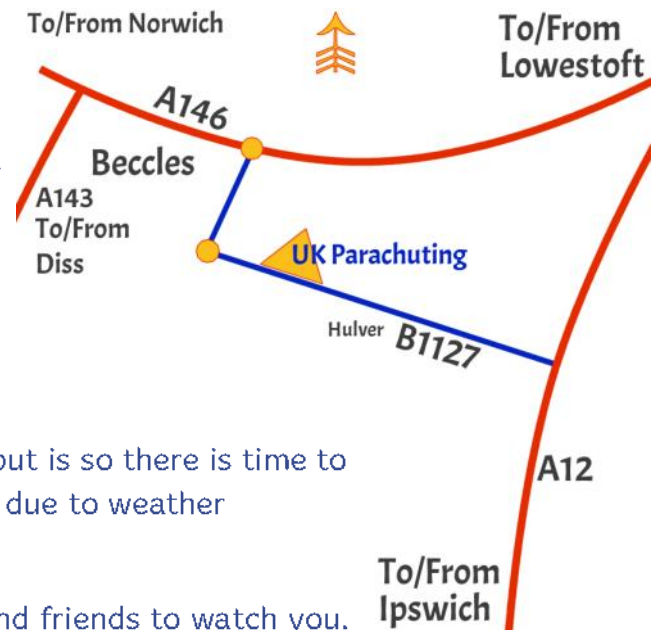 To/From Norwich
To/From
Lowestoft
A146
Beccles
A143
To/From
Diss
UK Parachuting
Hulver
B1127
out is so there is time to
A12
due to weather
To/From
Ipswich
nd friends to watch you.